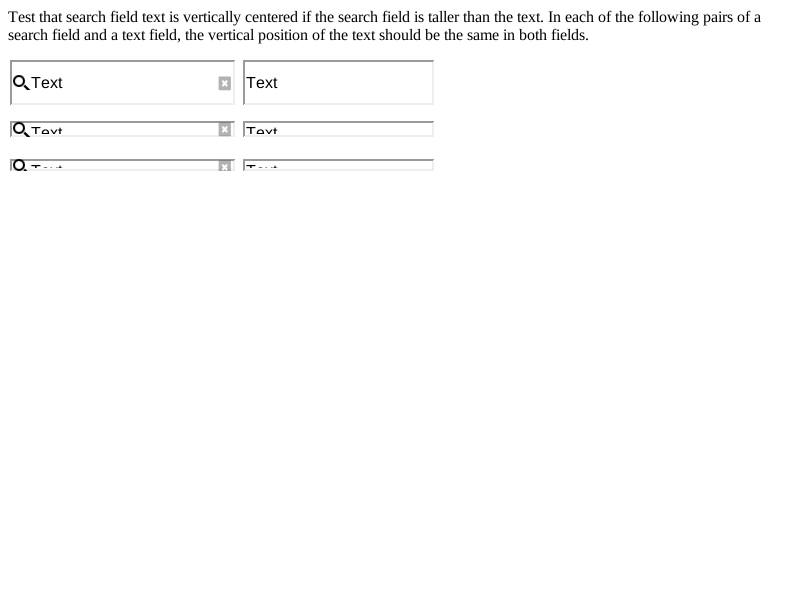 Test that search field text is vertically centered if the search field is taller than the text. In each of the following pairs of a
search field and a text field, the vertical position of the text should be the same in both fields.
Text Text
Text Text